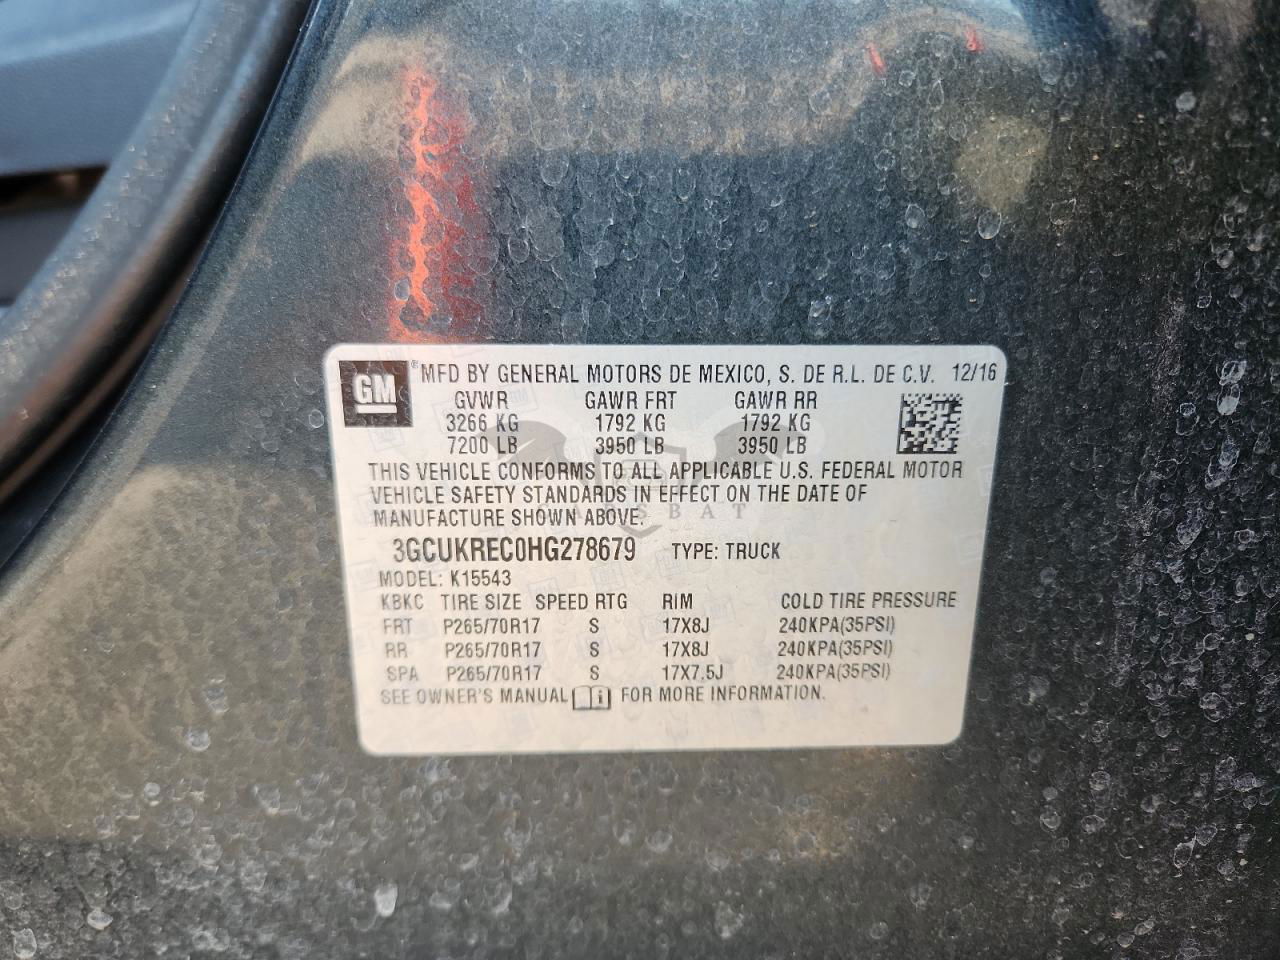 GM ® MFD BY GENERAL MOTORS DE MEXICO, S. DE R.L. DE C.V. 12/16
GVWR GAWR FRT GAWR RR
3266 KG 1792 KG 1792 KG
7200 LB 3950 LB 3950 LB
THIS VEHICLE CONFORMS TO ALL APPLICABLE U.S. FEDERAL MOTOR
VEHICLE SAFETY STANDARDS IN EFFECT ON THE DATE OF
MANUFACTURE SHOWN ABOVE.
3GCUKREC0HG278679 TYPE: TRUCK
MODEL: K15543
KBKC TIRE SIZE SPEED RTG RIM COLD TIRE PRESSURE
FRT P265/70R17 S 17X8J 240KPA(35PSI)
RR P265/70R17 S 17X8J 240KPA(35PSI)
SPA P265/70R17 S 17X7.5J 240KPA(35PSI)
SEE OWNER'S MANUAL FOR MORE INFORMATION.